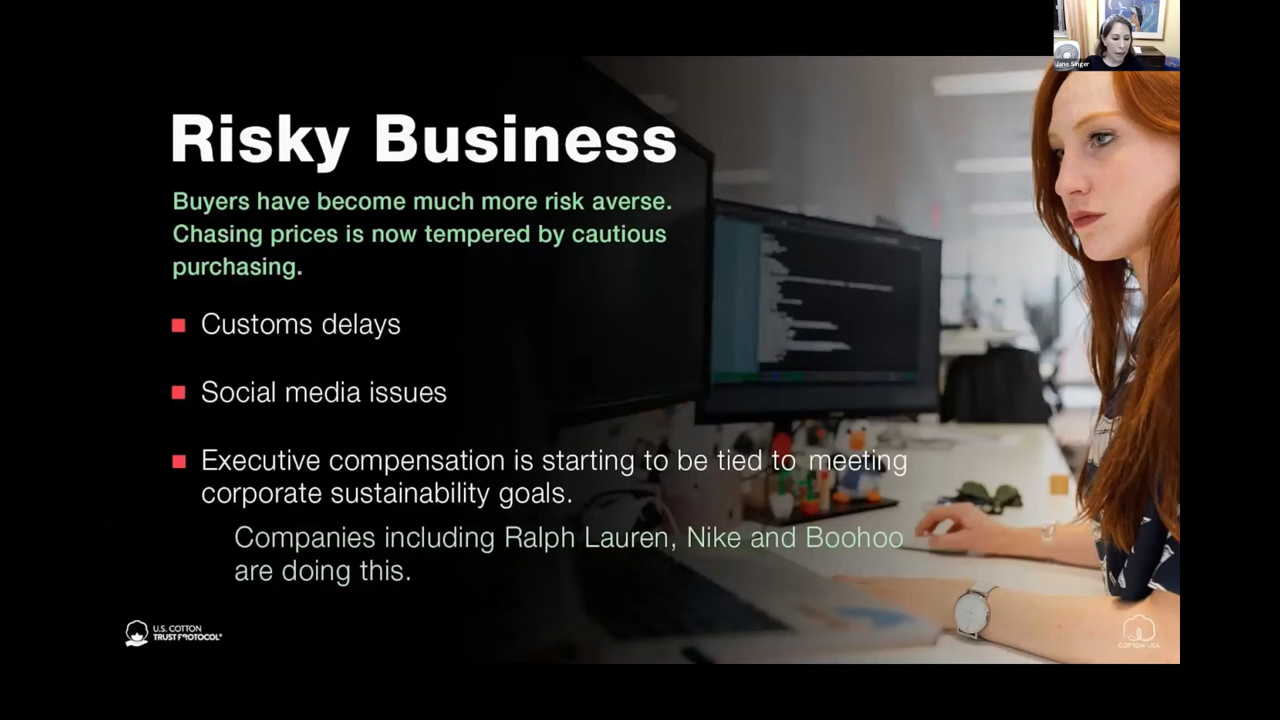 Jane Singer
Risky Business
Buyers have become much more risk averse.
Chasing prices is now tempered by cautious
purchasing.
Customs delays
Social media issues
Executive compensation is starting to be tied to meeting
corporate sustainability goals.
Companies including Ralph Lauren, Nike and Boohoo
are doing this.
U.S. COTTON
TRUST PROTOCOL®
COTTON USA